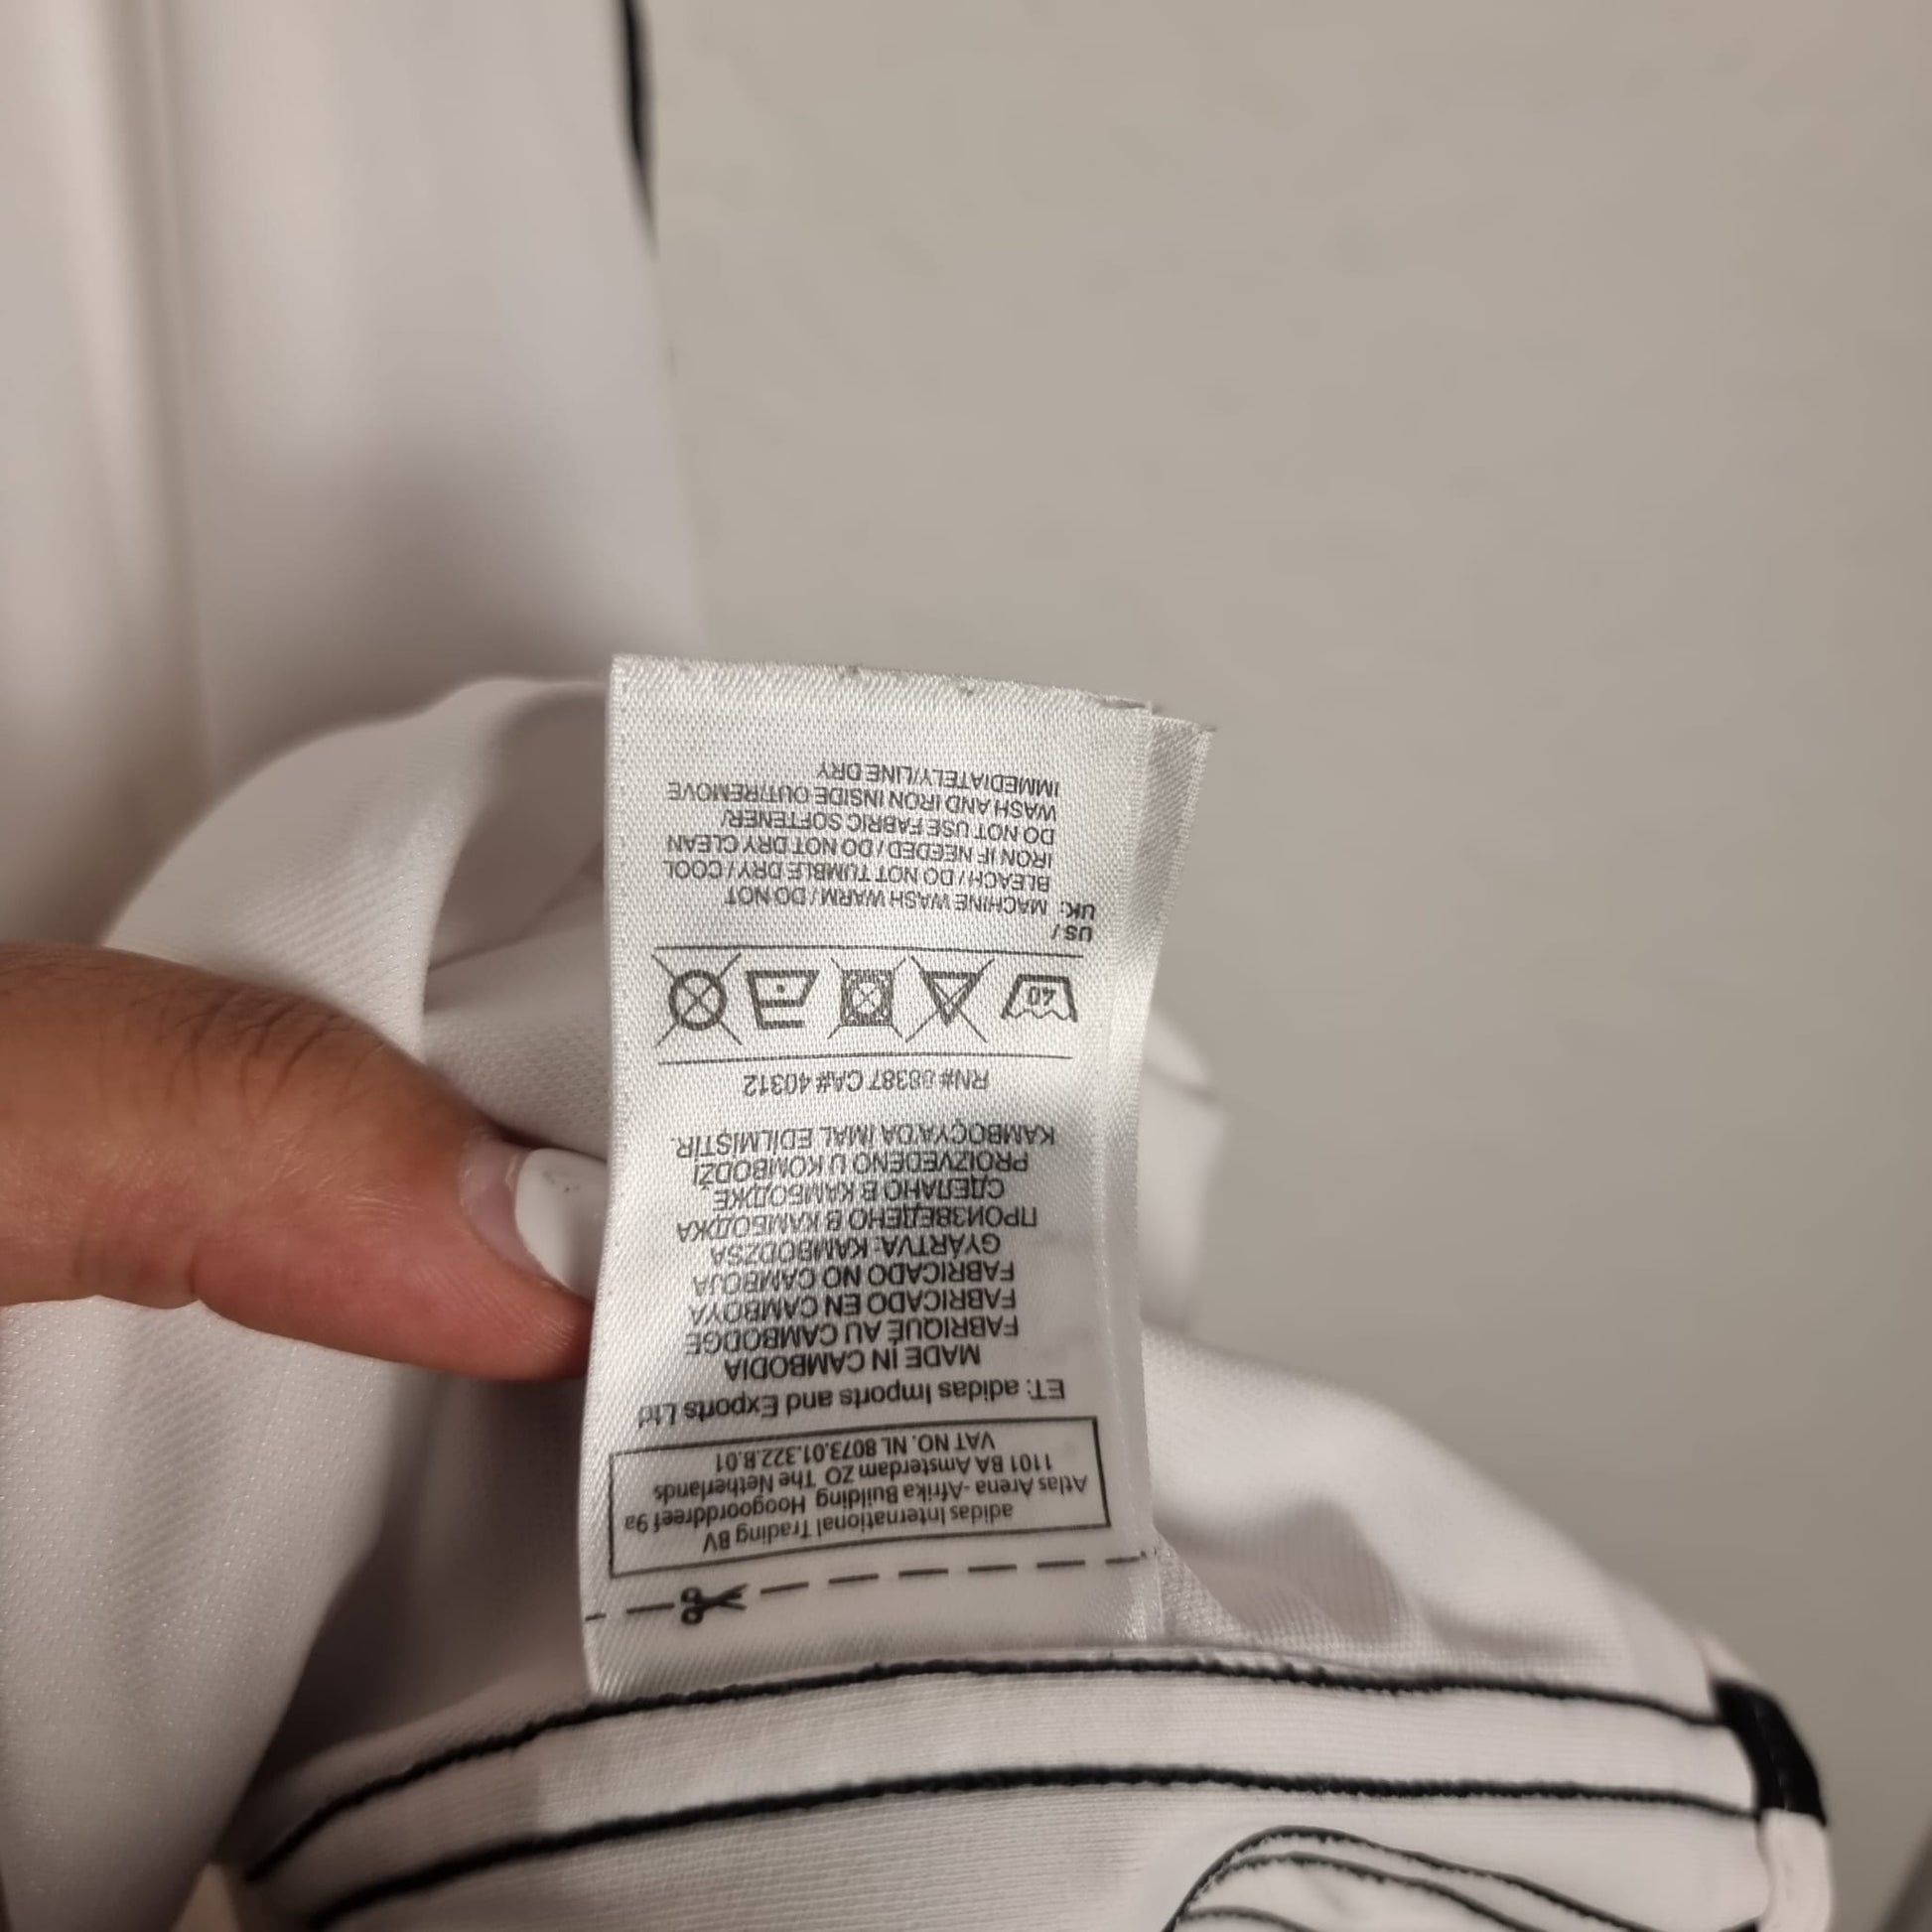 adidas International Trading BV
Atlas Arena -Afrika Building Hoogoorddreef 9a
1101 BA Amsterdam ZO The Netherlands
VAT NO. NL 8073.01.322.B.01
ET: adidas Imports and Exports Ltd
MADE IN CAMBODIA
FABRIQUÉ AU CAMBODGE
FABRICADO EN CAMBOYA
FABRICADO NO CAMBOJA
GYÁRTVA: KAMBODZSA
ПРОИЗВЕДЕНО В КАМБОДЖА
СДЕЛАНО В КАМБОДЖЕ
PROIZVEDENO U KOMBODŽI
KAMBOÇYA'DA İMAL EDİLMİŞTİR.
RN# 88387 CA# 40312
40
US /
UK: MACHINE WASH WARM / DO NOT
BLEACH / DO NOT TUMBLE DRY / COOL
IRON IF NEEDED / DO NOT DRY CLEAN
DO NOT USE FABRIC SOFTENER/
WASH AND IRON INSIDE OUT/REMOVE
IMMEDIATELY/LINE DRY